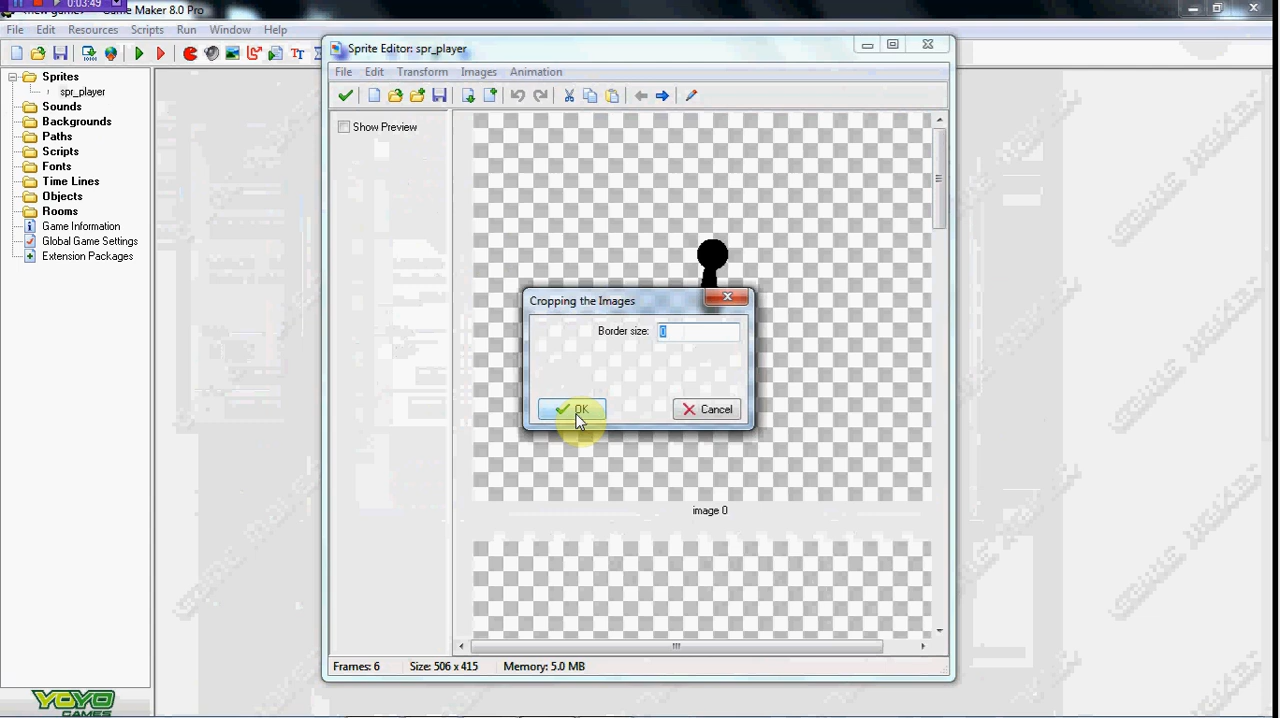 0:03:49
Game Maker 8.0 Pro
File Edit Resources Scripts Run Window Help
Sprites
spr_player
Sounds
Backgrounds
Paths
Scripts
Fonts
Time Lines
Objects
Rooms
Game Information
Global Game Settings
Extension Packages
Sprite Editor: spr_player
File Edit Transform Images Animation
Show Preview
Cropping the Images
Border size: 0
OK Cancel
image 0
Frames: 6 Size: 506 x 415 Memory: 5.0 MB
YOYO
GAMES